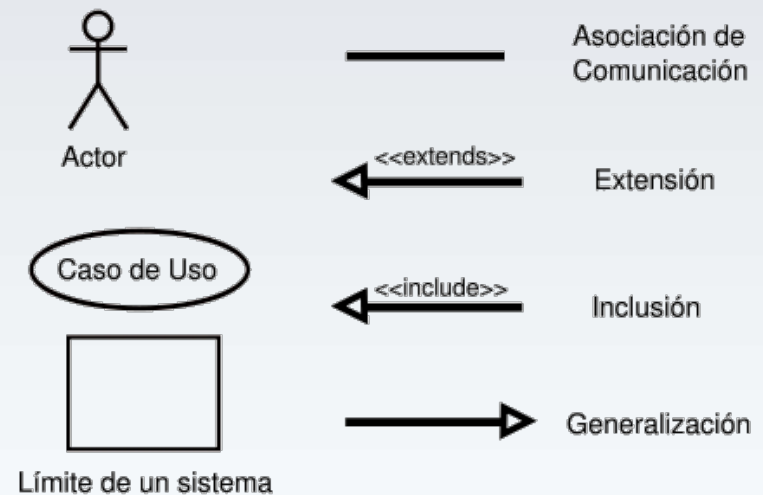 Actor
Caso de Uso
Límite de un sistema
Asociación de
Comunicación
<<extends>>
Extensión
<<include>>
Inclusión
Generalización